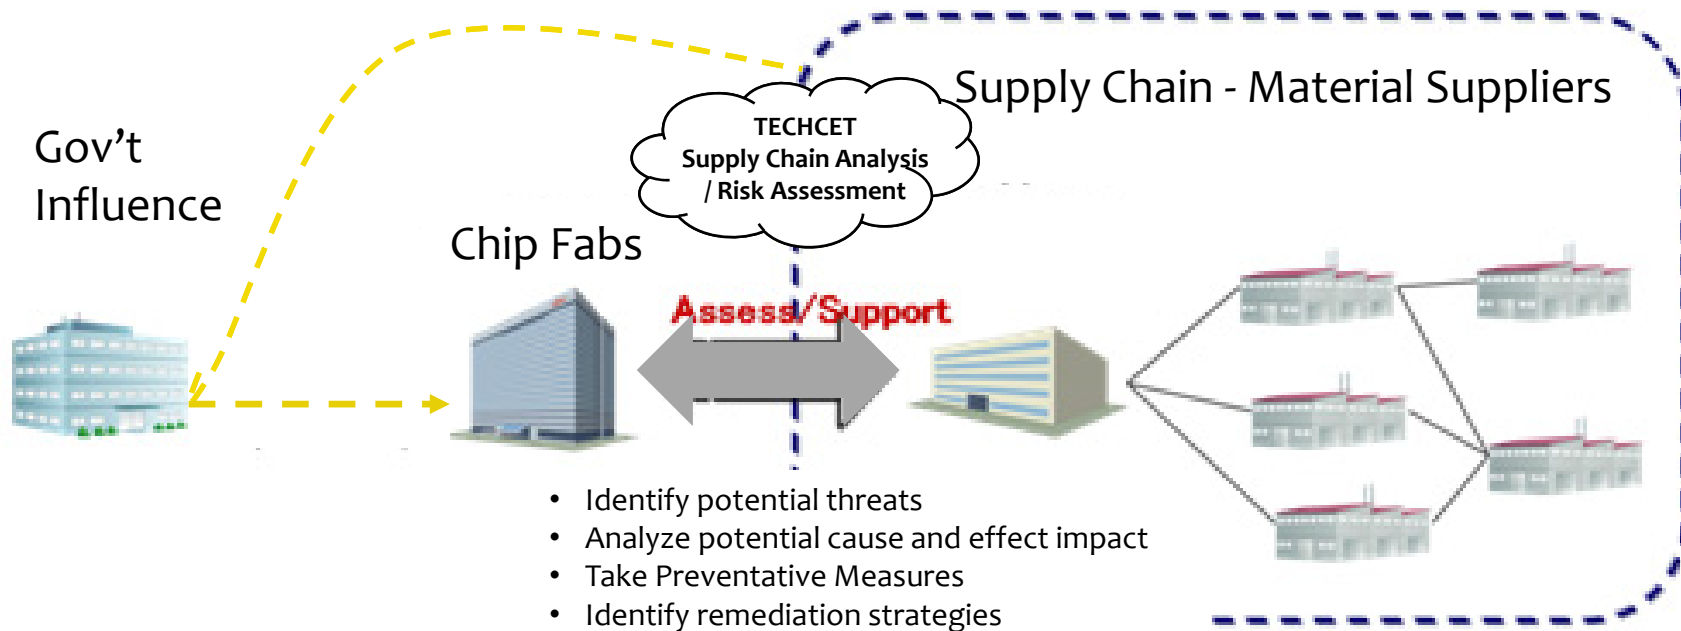 Supply Chain - Material Suppliers
TECHCET
Supply Chain Analysis
/ Risk Assessment
Gov't
Influence
Chip Fabs
Assess/Support
• Identify potential threats
• Analyze potential cause and effect impact
• Take Preventative Measures
• Identify remediation strategies